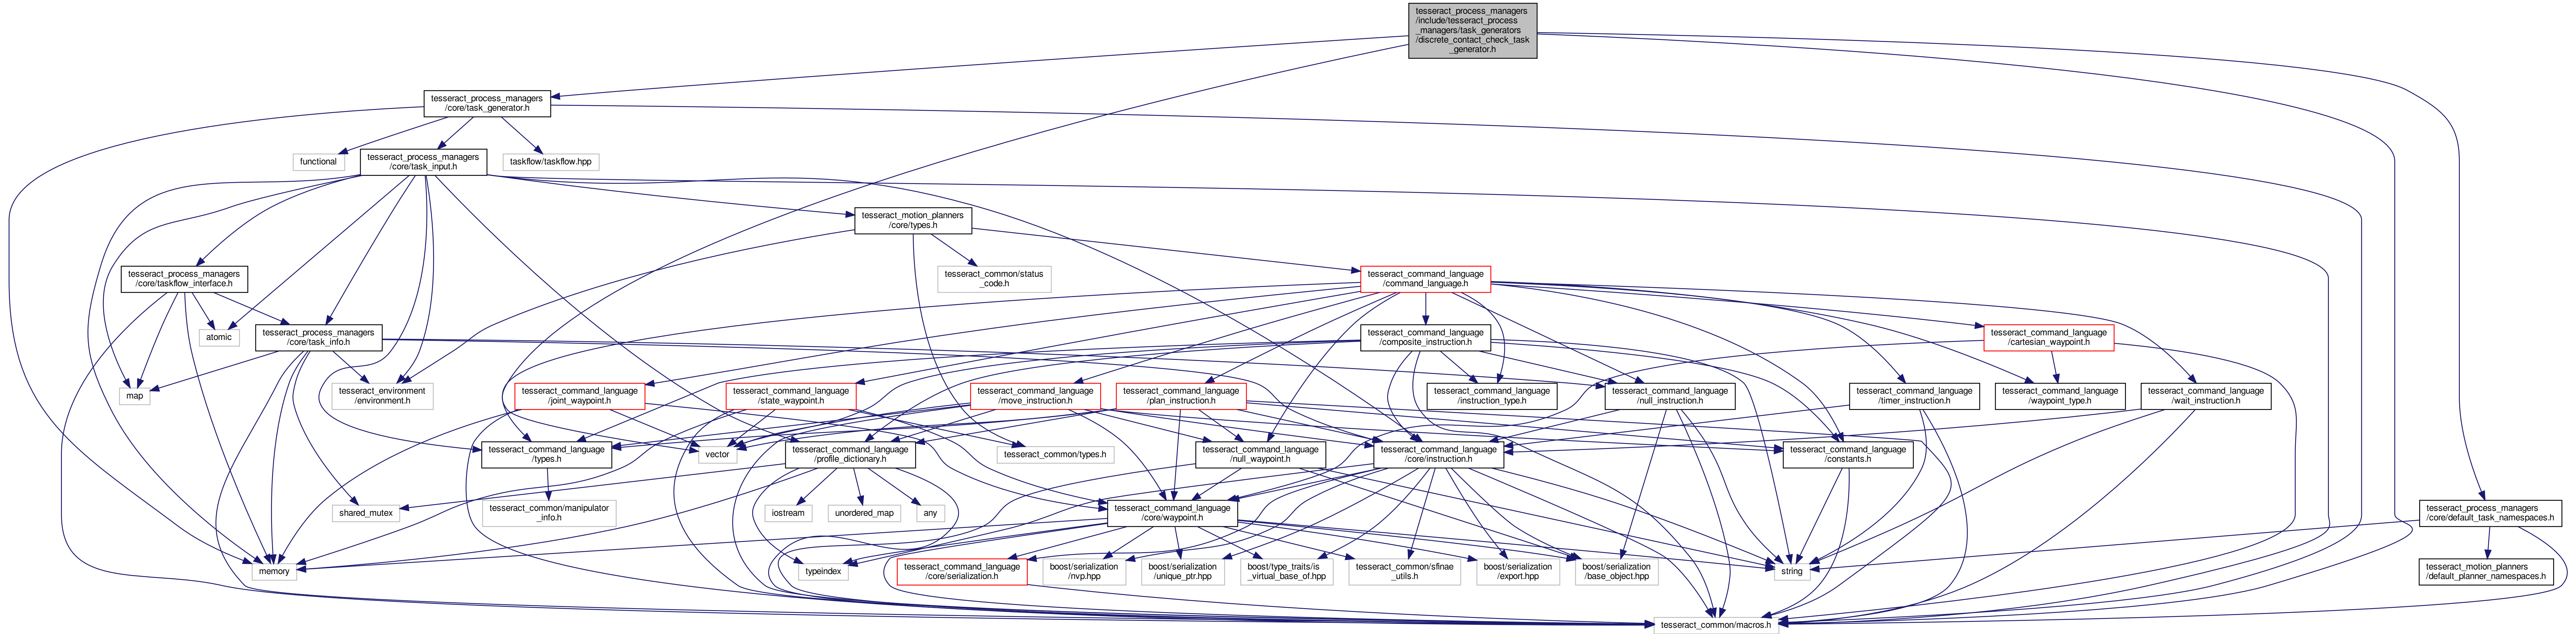 tesseract_process_managers
/include/tesseract_process
_managers/task_generators
/discrete_contact_check_task
_generator.h
tesseract_process_managers
/core/task_generator.h
functional
tesseract_process_managers
/core/task_input.h
taskflow/taskflow.hpp
tesseract_motion_planners
/core/types.h
tesseract_process_managers
/core/taskflow_interface.h
tesseract_common/status
_code.h
tesseract_command_language
/command_language.h
atomic
tesseract_process_managers
/core/task_info.h
tesseract_command_language
/composite_instruction.h
tesseract_command_language
/cartesian_waypoint.h
map
tesseract_environment
/environment.h
tesseract_command_language
/joint_waypoint.h
tesseract_command_language
/state_waypoint.h
tesseract_command_language
/move_instruction.h
tesseract_command_language
/plan_instruction.h
tesseract_command_language
/instruction_type.h
tesseract_command_language
/null_instruction.h
tesseract_command_language
/timer_instruction.h
tesseract_command_language
/waypoint_type.h
tesseract_command_language
/wait_instruction.h
tesseract_command_language
/types.h
vector
tesseract_command_language
/profile_dictionary.h
tesseract_common/types.h
tesseract_command_language
/null_waypoint.h
tesseract_command_language
/core/instruction.h
tesseract_command_language
/constants.h
shared_mutex
tesseract_common/manipulator
_info.h
iostream
unordered_map
any
tesseract_command_language
/core/waypoint.h
tesseract_process_managers
/core/default_task_namespaces.h
memory
typeindex
tesseract_command_language
/core/serialization.h
boost/serialization
/nvp.hpp
boost/serialization
/unique_ptr.hpp
boost/type_traits/is
_virtual_base_of.hpp
tesseract_common/sfinae
_utils.h
boost/serialization
/export.hpp
boost/serialization
/base_object.hpp
string
tesseract_motion_planners
/default_planner_namespaces.h
tesseract_common/macros.h